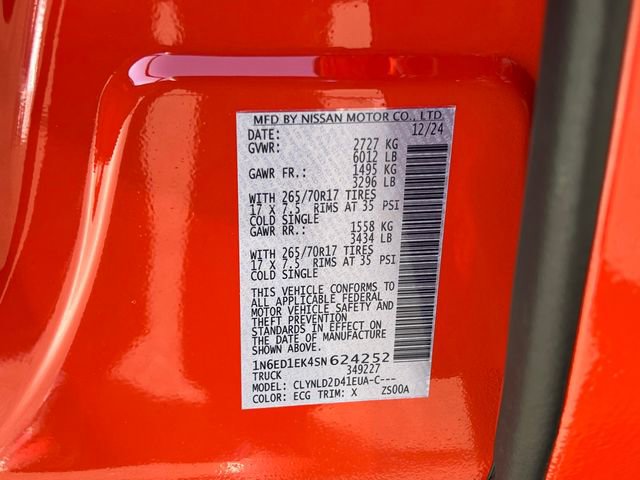 MFD BY NISSAN MOTOR CO., LTD
DATE: 12/24
GVWR: 2727 KG
6012 LB
GAWR FR.: 1495 KG
3296 LB
WITH 265/70R17 TIRES
17 X 7.5 RIMS AT 35 PSI
COLD SINGLE
GAWR RR.: 1558 KG
3434 LB
WITH 265/70R17 TIRES
17 X 7.5 RIMS AT 35 PSI
COLD SINGLE
THIS VEHICLE CONFORMS TO
ALL APPLICABLE FEDERAL
MOTOR VEHICLE SAFETY AND
THEFT PREVENTION
STANDARDS IN EFFECT ON
THE DATE OF MANUFACTURE
SHOWN ABOVE.
1N6ED1EK4SN624252
TRUCK 349227
MODEL: CLYNLD2D41EUA-C---
COLOR: ECG TRIM: X ZS00A